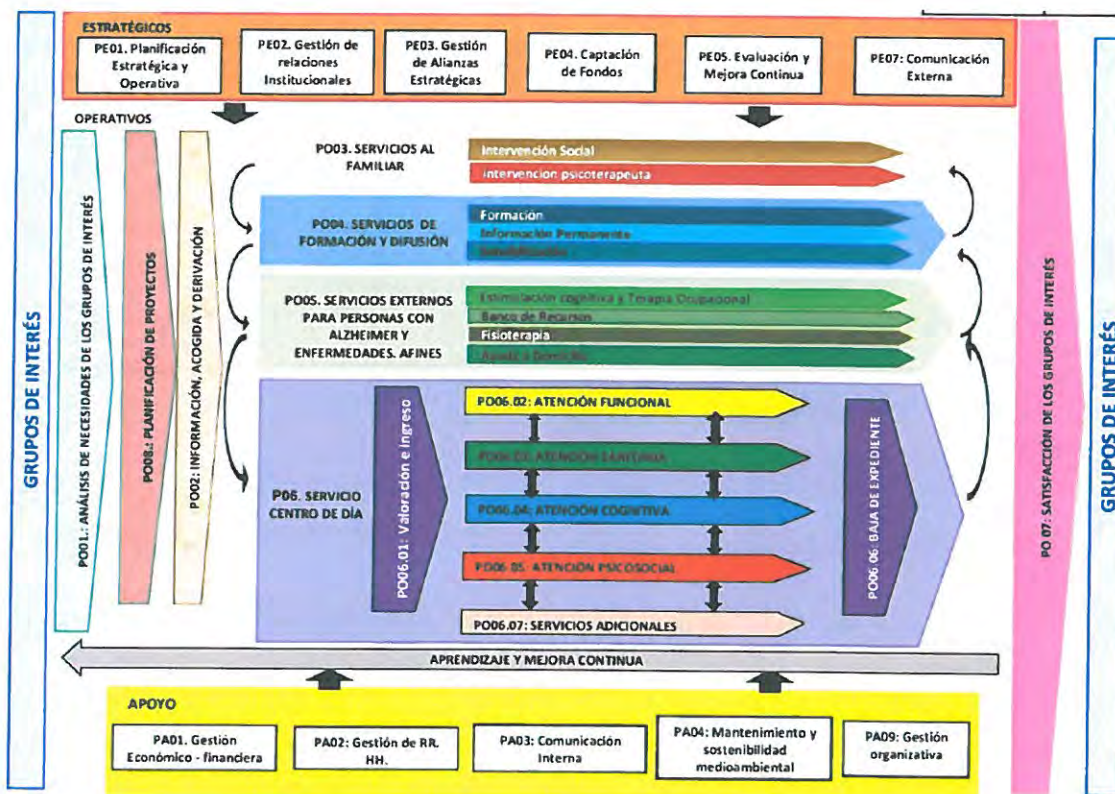 ESTRATÉGICOS
PE01. Planificación
Estratégica y
Operativa
PE02. Gestión de
relaciones
Institucionales
PE03. Gestión
de Alianzas
Estratégicas
PE04. Captación
de Fondos
PE05. Evaluación y
Mejora Continua
PE07: Comunicación
Externa
GRUPOS DE INTERÉS
OPERATIVOS
PO01.: ANÁLISIS DE NECESIDADES DE LOS GRUPOS DE INTERÉS
PO08.: PLANIFICACIÓN DE PROYECTOS
PO02: INFORMACIÓN, ACOGIDA Y DERIVACIÓN
PO03. SERVICIOS AL
FAMILIAR
Intervención Social
Intervencion psicoterapeuta
PO04. SERVICIOS DE
FORMACIÓN Y DIFUSIÓN
Formación
Información Permanente
Sensibilización
PO05. SERVICIOS EXTERNOS
PARA PERSONAS CON
ALZHEIMER Y
ENFERMEDADES. AFINES
Estimulación cognitiva y Terapia Ocupacional
Banco de Recursos
Fisioterapia
Ayuda a Domicilio
P06. SERVICIO
CENTRO DE DÍA
PO06.01: Valoración e ingreso
PO06.02: ATENCIÓN FUNCIONAL
PO06.03: ATENCIÓN SANITARIA
PO06.04: ATENCIÓN COGNITIVA
PO06.05: ATENCIÓN PSICOSOCIAL
PO06.07: SERVICIOS ADICIONALES
PO06.06: BAJA DE EXPEDIENTE
PO 07: SATISFACCIÓN DE LOS GRUPOS DE INTERÉS
GRUPOS DE INTERÉS
APRENDIZAJE Y MEJORA CONTINUA
APOYO
PA01. Gestión
Económico - financiera
PA02: Gestión de RR.
HH.
PA03: Comunicación
Interna
PA04: Mantenimiento y
sostenibilidad
medioambiental
PA09: Gestión
organizativa